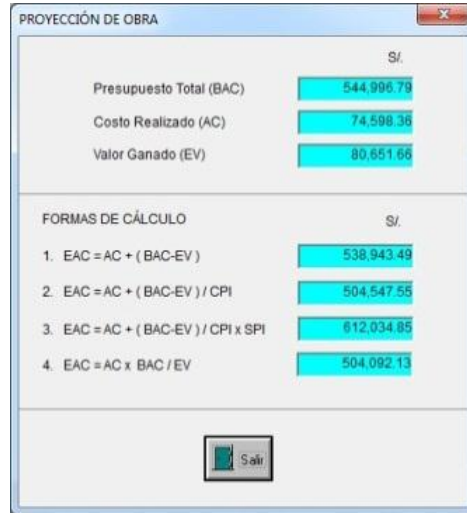 PROYECCIÓN DE OBRA
S/.
Presupuesto Total (BAC) 544,996.79
Costo Realizado (AC) 74,598.36
Valor Ganado (EV) 80,651.66
FORMAS DE CÁLCULO S/.
1. EAC = AC + ( BAC-EV ) 538,943.49
2. EAC = AC + ( BAC-EV ) / CPI 504,547.55
3. EAC = AC + ( BAC-EV ) / CPI x SPI 612,034.85
4. EAC = AC x BAC / EV 504,092.13
Salir